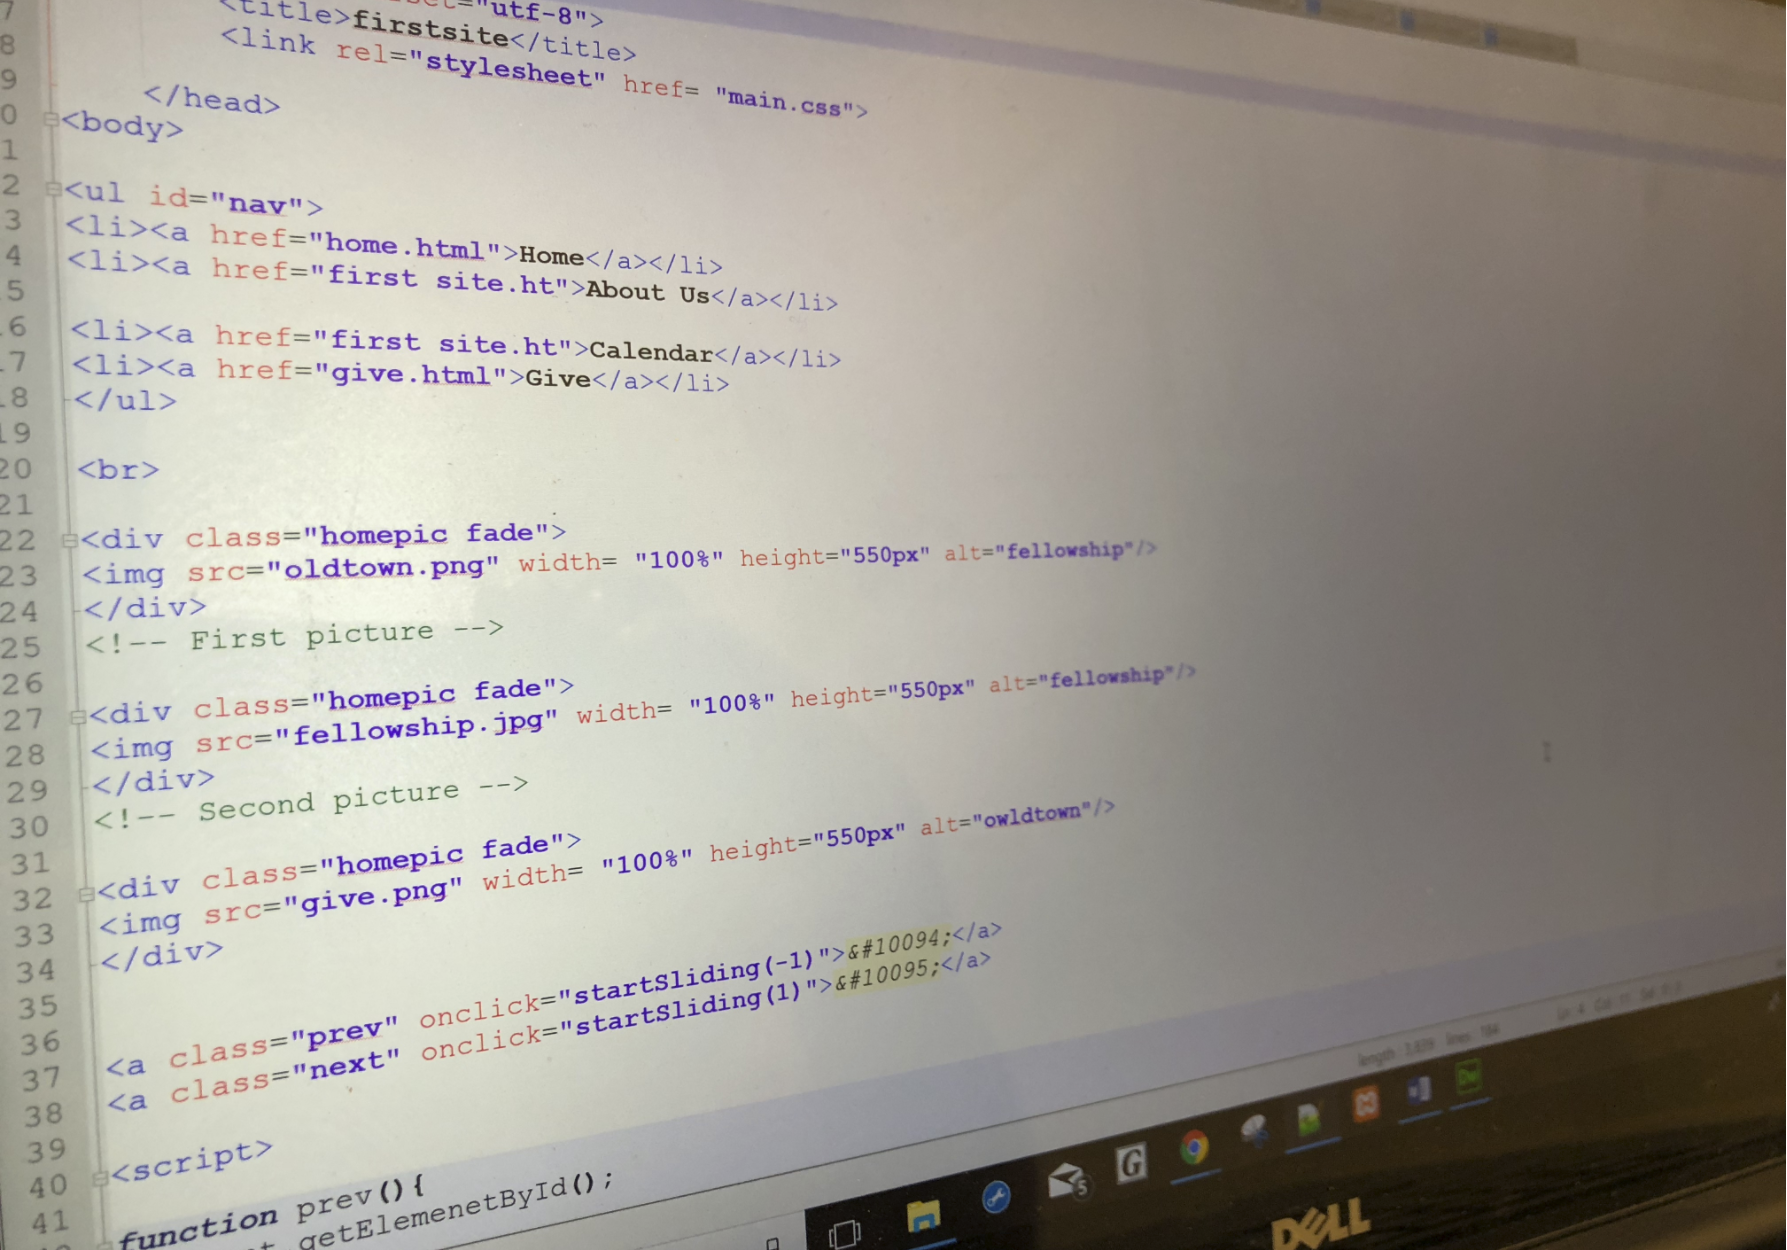 7
"utf-8">
<title>firstsite</title>
8 <link rel="stylesheet" href= "main.css">
9 </head>
0 <body>
1
2 <ul id="nav">
3 <li><a href="home.html">Home</a></li>
4 <li><a href="first site.ht">About Us</a></li>
5
6 <li><a href="first site.ht">Calendar</a></li>
7 <li><a href="give.html">Give</a></li>
8 </ul>
19
20 <br>
21
22 <div class="homepic fade">
23 <img src="oldtown.png" width= "100%" height="550px" alt="fellowship"/>
24 </div>
25 <!-- First picture -->
26
27 <div class="homepic fade">
28 <img src="fellowship.jpg" width= "100%" height="550px" alt="fellowship"/>
29 </div>
30 <!-- Second picture -->
31
32 <div class="homepic fade">
33 <img src="give.png" width= "100%" height="550px" alt="owldtown"/>
34 </div>
35
36
37 <a class="prev" onclick="startSliding(-1)">&#10094;</a>
38 <a class="next" onclick="startSliding(1)">&#10095;</a>
39
40 <script>
41 function prev(){
getElemenetById();
length lines
5
G
Dw
DELL